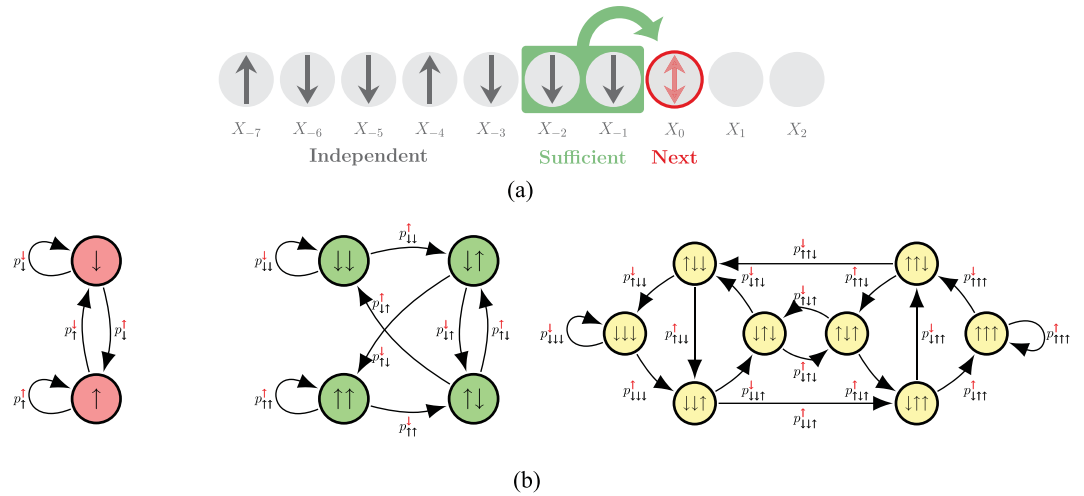 X₋₇ X₋₆ X₋₅ X₋₄ X₋₃ X₋₂ X₋₁ X₀ X₁ X₂
Independent Sufficient Next
(a)
p↑↑↓^↓
p↓↓^↑
↓ ↓↓ ↓↑ ↑↓↓ ↑↑↓
p↓^↓ p↓↓^↓ p↑↓↓^↓ p↓↑↓^↓ p↑↑↓^↑ p↑↑↑^↓
p↑^↓ p↓^↑ p↓↑^↑ p↓↑^↓ p↑↓^↑
p↓↓↓^↓ ↓↓↓ p↑↓↓^↑ ↓↑↓ ↑↓↑ p↓↑↑^↓ ↑↑↑ p↑↑↑^↑
p↑↓^↓
p↑^↑ p↑↑^↑ p↓↓↓^↑ p↓↓↑^↓ p↑↓↑^↑ p↓↑↑^↑
↑ ↑↑ ↑↓ ↓↓↑ ↓↑↑
p↑↑^↓ p↓↓↑^↑
(b)